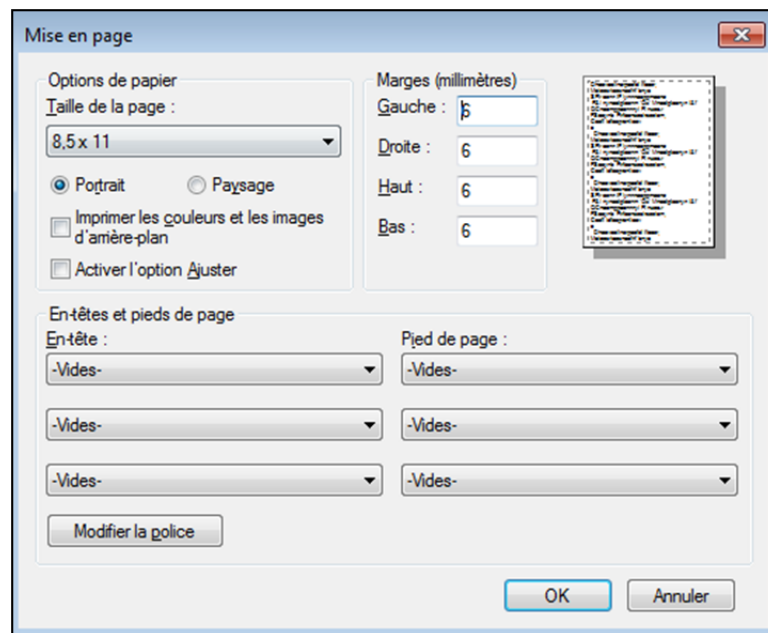 Mise en page
Options de papier
Taille de la page :
8.5 x 11
Portrait
Paysage
Imprimer les couleurs et les images
d'arrière-plan
Activer l'option Ajuster
Marges (millimètres)
Gauche : 6
Droite : 6
Haut : 6
Bas : 6
En-têtes et pieds de page
En-tête :
Pied de page :
-Vides-
-Vides-
-Vides-
-Vides-
-Vides-
-Vides-
Modifier la police
OK
Annuler